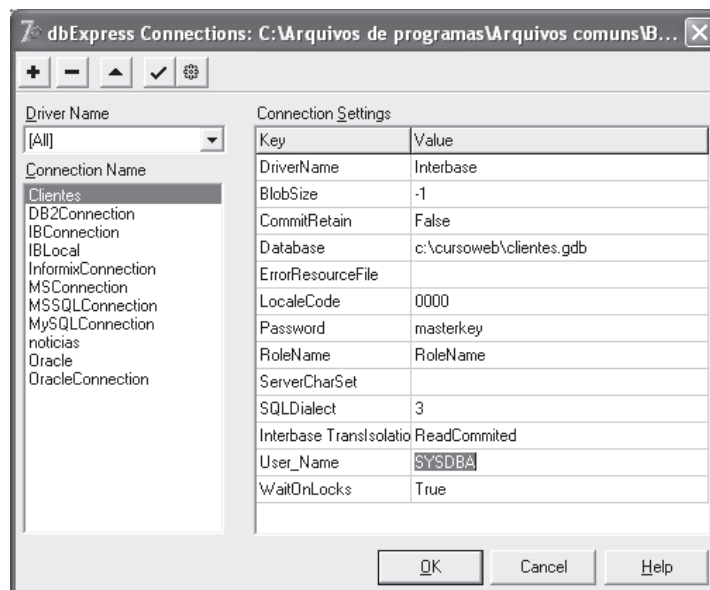 7 dbExpress Connections: C:\Arquivos de programas\Arquivos comuns\B...
Driver Name
[All]
Connection Name
Clientes
DB2Connection
IBConnection
IBLocal
InformixConnection
MSConnection
MSSQLConnection
MySQLConnection
noticias
Oracle
OracleConnection
Connection Settings
Key Value
DriverName Interbase
BlobSize -1
CommitRetain False
Database c:\cursoweb\clientes.gdb
ErrorResourceFile
LocaleCode 0000
Password masterkey
RoleName RoleName
ServerCharSet
SQLDialect 3
Interbase TransIsolatio ReadCommited
User_Name SYSDBA
WaitOnLocks True
OK Cancel Help